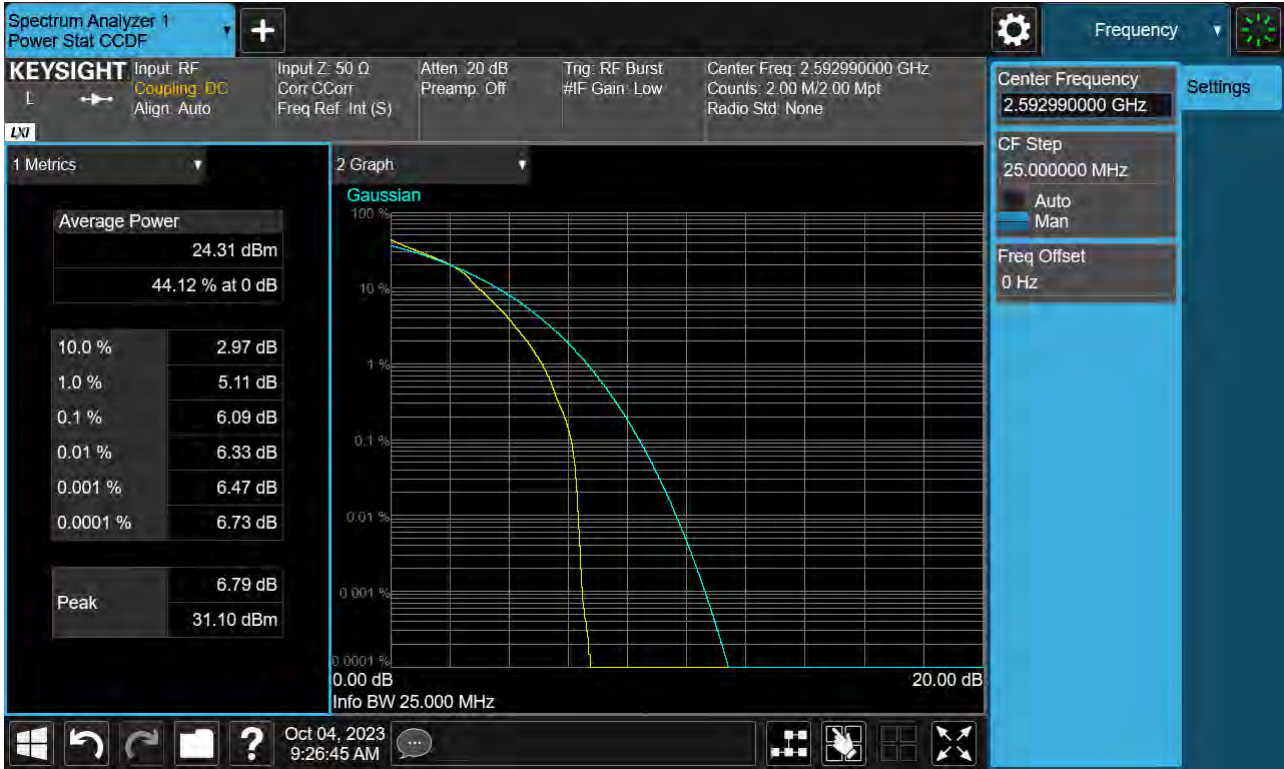 Spectrum Analyzer 1
Power Stat CCDF
+
Frequency
KEYSIGHT
L
LXI
Input: RF
Coupling: DC
Align: Auto
Input Z: 50 Ω
Corr CCorr
Freq Ref: Int (S)
Atten: 20 dB
Preamp: Off
Trig: RF Burst
#IF Gain: Low
Center Freq: 2.592990000 GHz
Counts: 2.00 M/2.00 Mpt
Radio Std: None
Center Frequency
2.592990000 GHz
Settings
CF Step
25.000000 MHz
Auto
Man
Freq Offset
0 Hz
1 Metrics
Average Power
24.31 dBm
44.12 % at 0 dB
10.0 % 2.97 dB
1.0 % 5.11 dB
0.1 % 6.09 dB
0.01 % 6.33 dB
0.001 % 6.47 dB
0.0001 % 6.73 dB
Peak
6.79 dB
31.10 dBm
2 Graph
Gaussian
100 %
10 %
1 %
0.1 %
0.01 %
0.001 %
0.0001 %
0.00 dB 20.00 dB
Info BW 25.000 MHz
?
Oct 04, 2023
9:26:45 AM